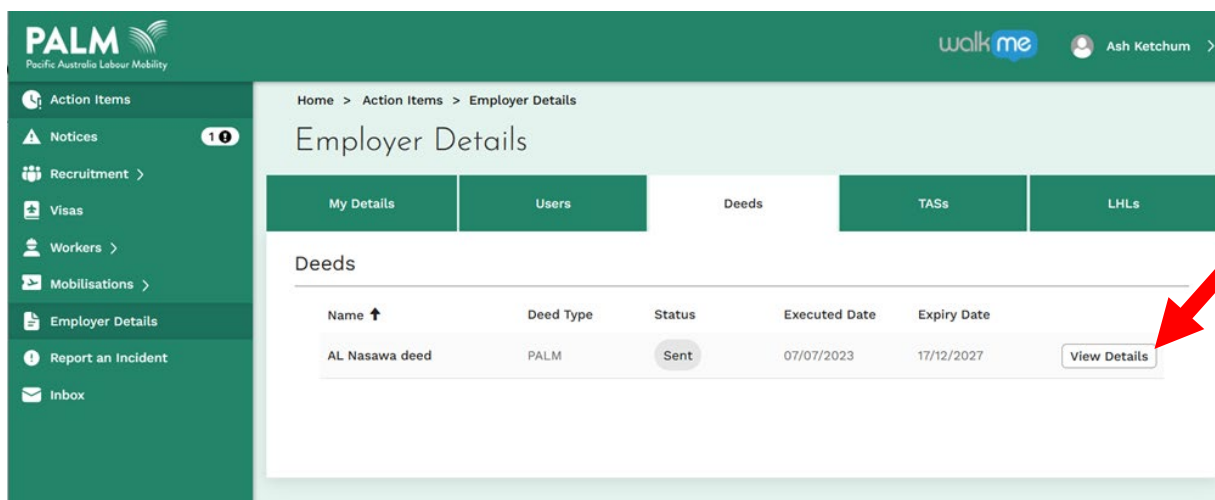 PALM
Pacific Australia Labour Mobility
walkme
Ash Ketchum
Action Items
Notices 1
Recruitment
Visas
Workers
Mobilisations
Employer Details
Report an Incident
Inbox
Home > Action Items > Employer Details
Employer Details
My Details Users Deeds TASs LHLs
Deeds
Name Deed Type Status Executed Date Expiry Date
AL Nasawa deed PALM Sent 07/07/2023 17/12/2027 View Details